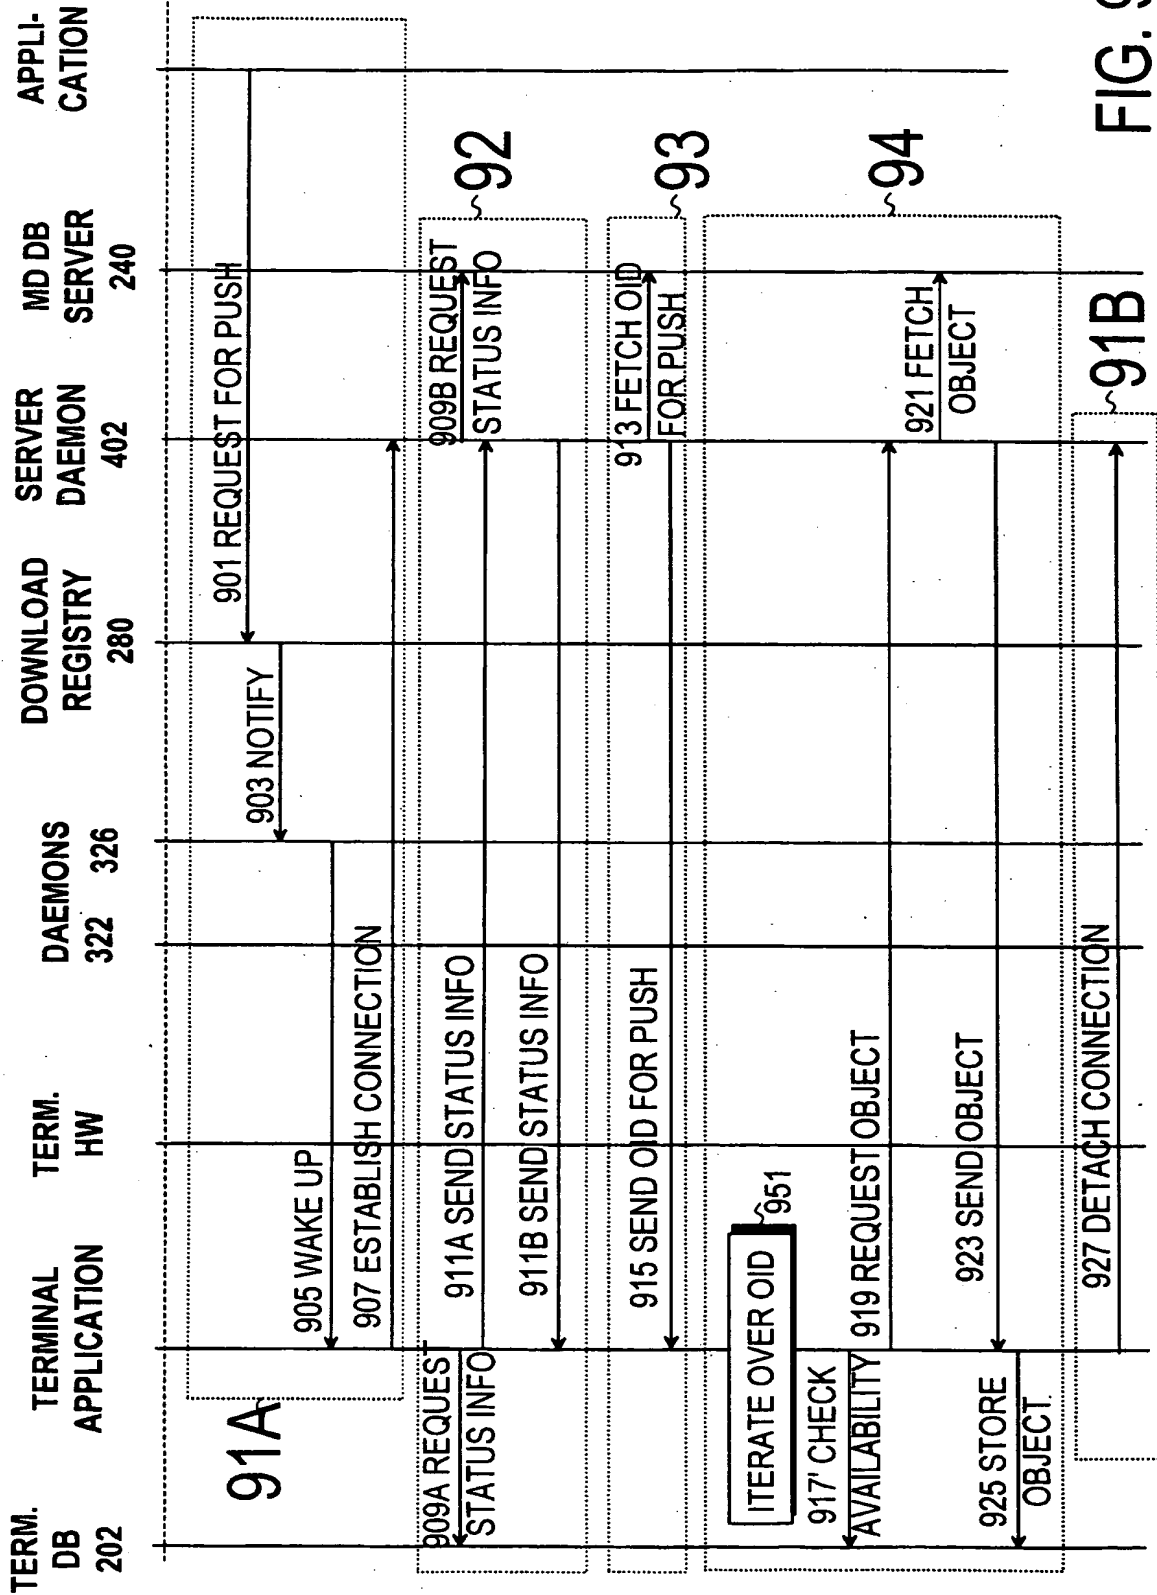 TERM.
DB
202
TERMINAL
APPLICATION
TERM.
HW
DAEMONS
322 326
DOWNLOAD
REGISTRY
280
SERVER
DAEMON
402
MD DB
SERVER
240
APPLI-
CATION
91A
901 REQUEST FOR PUSH
903 NOTIFY
905 WAKE UP
907 ESTABLISH CONNECTION
92
909A REQUES
STATUS INFO
909B REQUEST
STATUS INFO
911A SEND STATUS INFO
911B SEND STATUS INFO
93
913 FETCH OID
FOR PUSH
915 SEND OID FOR PUSH
94
ITERATE OVER OID
951
917' CHECK
AVAILABILITY
919 REQUEST OBJECT
921 FETCH
OBJECT
923 SEND OBJECT
925 STORE
OBJECT.
91B
927 DETACH CONNECTION
FIG. 9